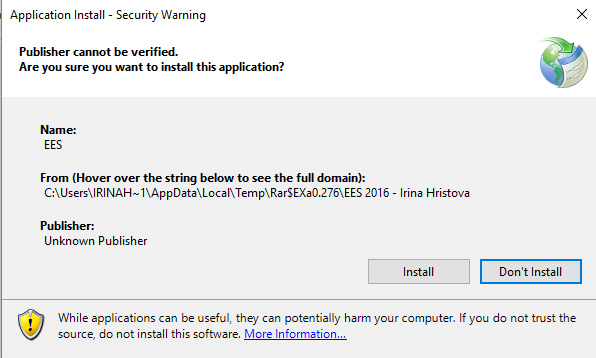 Application Install - Security Warning
Publisher cannot be verified.
Are you sure you want to install this application?
Name:
EES
From (Hover over the string below to see the full domain):
C:\Users\IRINAH~1\AppData\Local\Temp\Rar$EXa0.276\EES 2016 - Irina Hristova
Publisher:
Unknown Publisher
Install
Don't Install
While applications can be useful, they can potentially harm your computer. If you do not trust the
source, do not install this software. More Information...